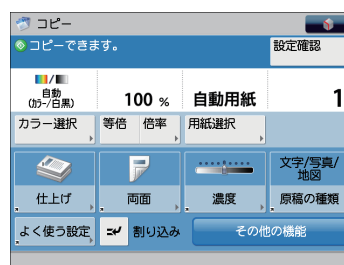 コピー
コピーできます。
設定確認
自動
(ｶﾗｰ/白黒)
100 %
自動用紙
1
カラー選択
等倍
倍率
用紙選択
文字/写真/
地図
仕上げ
両面
濃度
原稿の種類
よく使う設定
割り込み
その他の機能